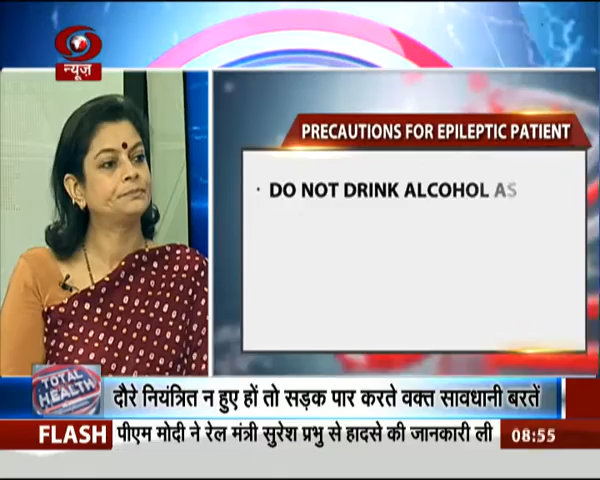 न्यूज़
PRECAUTIONS FOR EPILEPTIC PATIENT
· DO NOT DRINK ALCOHOL AS
TOTAL HEALTH
दौरे नियंत्रित न हुए हों तो सड़क पार करते वक्त सावधानी बरतें
FLASH पीएम मोदी ने रेल मंत्री सुरेश प्रभु से हादसे की जानकारी ली 08:55